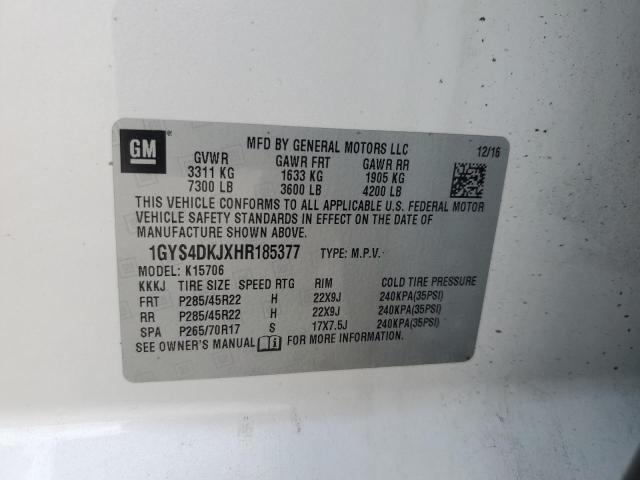 GM
MFD BY GENERAL MOTORS LLC 12/16
GVWR GAWR FRT GAWR RR
3311 KG 1633 KG 1905 KG
7300 LB 3600 LB 4200 LB
THIS VEHICLE CONFORMS TO ALL APPLICABLE U.S. FEDERAL MOTOR
VEHICLE SAFETY STANDARDS IN EFFECT ON THE DATE OF
MANUFACTURE SHOWN ABOVE.
1GYS4DKJXHR185377 TYPE: M.P.V.
MODEL: K15706
KKKJ TIRE SIZE SPEED RTG RIM COLD TIRE PRESSURE
FRT P285/45R22 H 22X9J 240KPA(35PSI)
RR P285/45R22 H 22X9J 240KPA(35PSI)
SPA P265/70R17 S 17X7.5J 240KPA(35PSI)
SEE OWNER'S MANUAL FOR MORE INFORMATION.